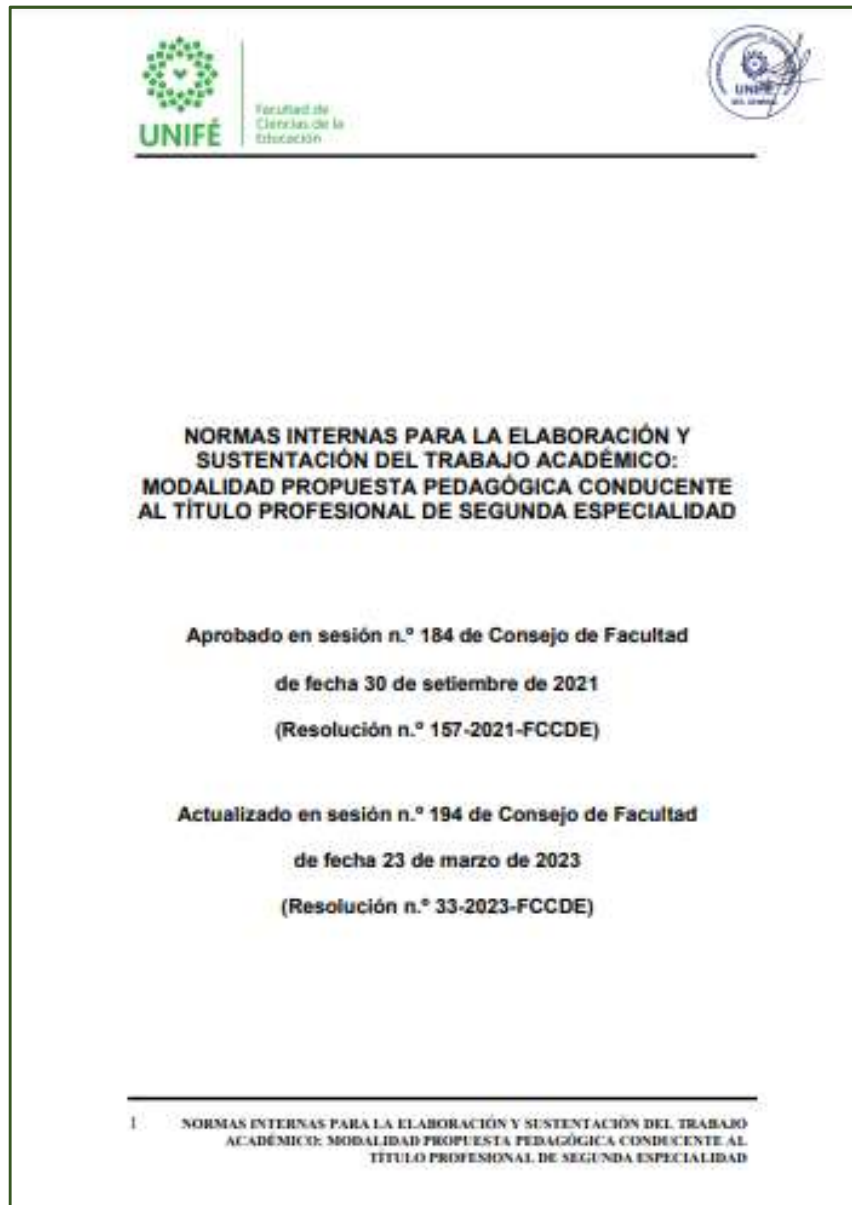 UNIFÉ
Facultad de
Ciencias de la
Educación
UNIFÉ
NORMAS INTERNAS PARA LA ELABORACIÓN Y
SUSTENTACIÓN DEL TRABAJO ACADÉMICO:
MODALIDAD PROPUESTA PEDAGÓGICA CONDUCENTE
AL TÍTULO PROFESIONAL DE SEGUNDA ESPECIALIDAD
Aprobado en sesión n.º 184 de Consejo de Facultad
de fecha 30 de setiembre de 2021
(Resolución n.º 157-2021-FCCDE)
Actualizado en sesión n.º 194 de Consejo de Facultad
de fecha 23 de marzo de 2023
(Resolución n.º 33-2023-FCCDE)
1 NORMAS INTERNAS PARA LA ELABORACIÓN Y SUSTENTACIÓN DEL TRABAJO
ACADÉMICO: MODALIDAD PROPUESTA PEDAGÓGICA CONDUCENTE AL
TÍTULO PROFESIONAL DE SEGUNDA ESPECIALIDAD